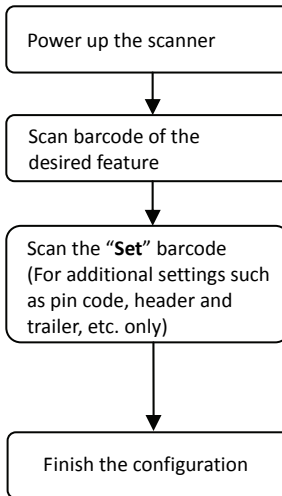 Power up the scanner
Scan barcode of the
desired feature
Scan the “Set” barcode
(For additional settings such
as pin code, header and
trailer, etc. only)
Finish the configuration